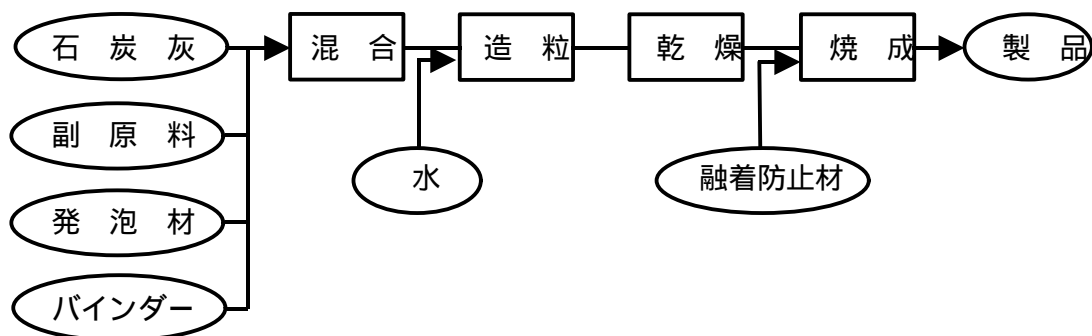 石 炭 灰
混 合
造 粒
乾 燥
焼 成
製 品
副 原 料
水
融着防止材
発 泡 材
バインダー